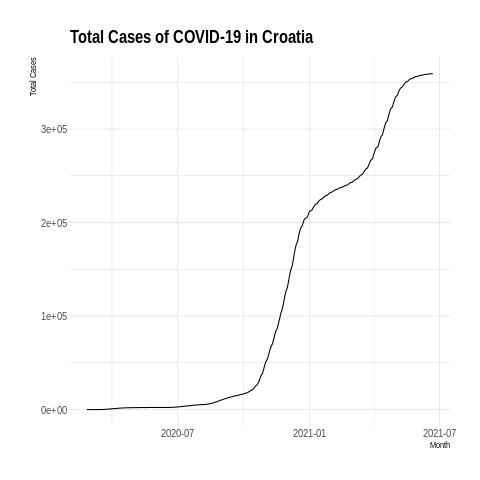 Total Cases of COVID-19 in Croatia
Total Cases
3e+05
2e+05
1e+05
0e+00
2020-07
2021-01
2021-07
Month